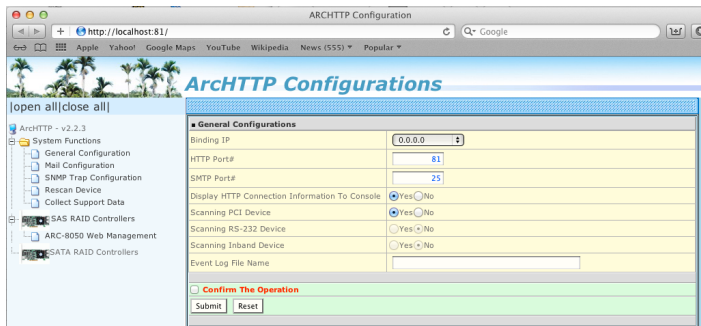 ARCHTTP Configuration
http://localhost:81/
Google
Apple Yahoo! Google Maps YouTube Wikipedia News (555) Popular
ArcHTTP Configurations
|open all|close all|
ArcHTTP - v2.2.3
System Functions
General Configuration
Mail Configuration
SNMP Trap Configuration
Rescan Device
Collect Support Data
SAS RAID Controllers
ARC-8050 Web Management
SATA RAID Controllers
General Configurations
Binding IP 0.0.0.0
HTTP Port# 81
SMTP Port# 25
Display HTTP Connection Information To Console Yes No
Scanning PCI Device Yes No
Scanning RS-232 Device Yes No
Scanning Inband Device Yes No
Event Log File Name
Confirm The Operation
Submit Reset